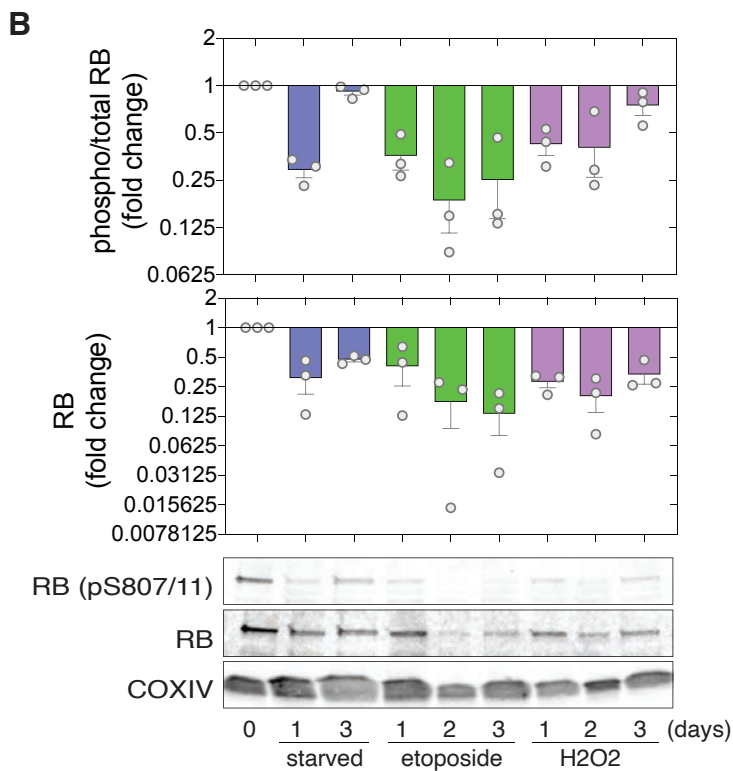 B
phospho/total RB
(fold change)
2
1
0.5
0.25
0.125
0.0625
RB
(fold change)
2
1
0.5
0.25
0.125
0.0625
0.03125
0.015625
0.0078125
RB (pS807/11)
RB
COXIV
0 1 3 1 2 3 1 2 3 (days)
starved etoposide H2O2